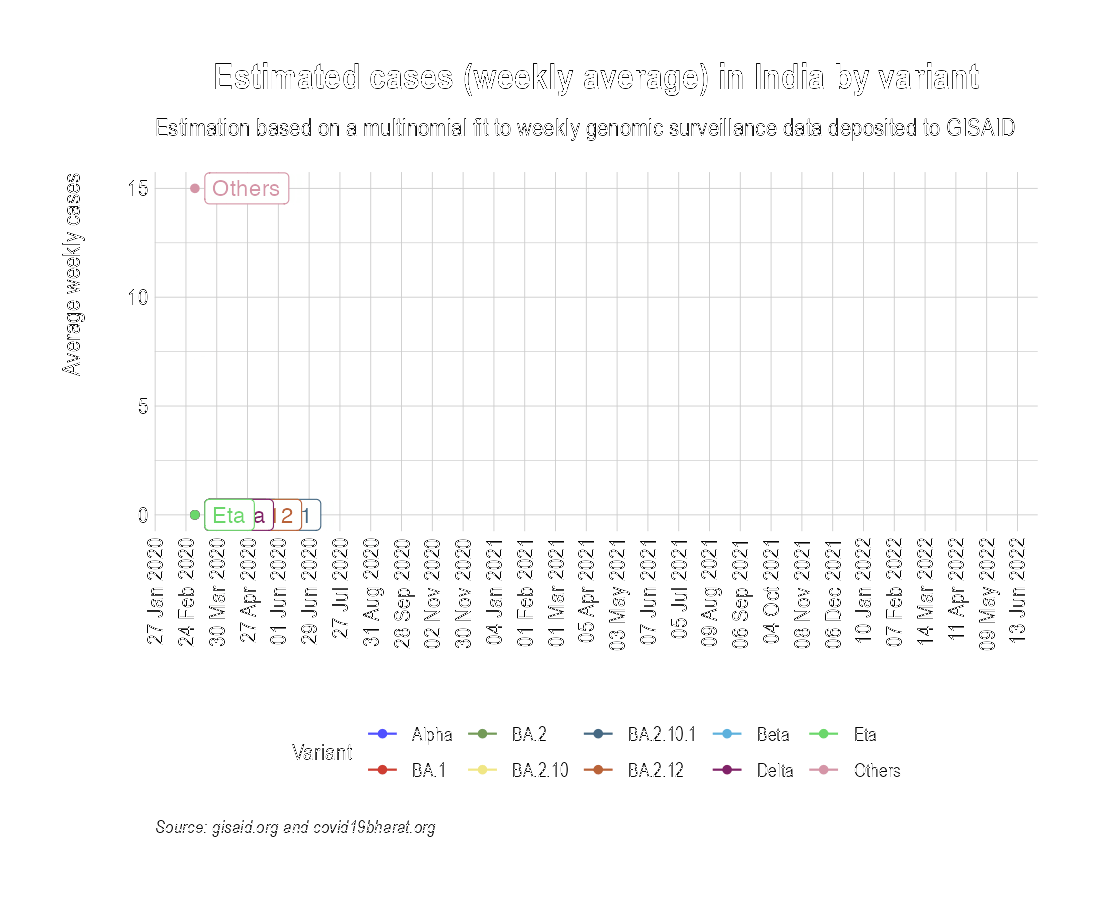 Estimated cases (weekly average) in India by variant
Estimation based on a multinomial fit to weekly genomic surveillance data deposited to GISAID
Average weekly cases
15
10
5
0
Others
Eta
a
12
1
27 Jan 2020
24 Feb 2020
30 Mar 2020
27 Apr 2020
01 Jun 2020
29 Jun 2020
27 Jul 2020
31 Aug 2020
28 Sep 2020
02 Nov 2020
30 Nov 2020
04 Jan 2021
01 Feb 2021
01 Mar 2021
05 Apr 2021
03 May 2021
07 Jun 2021
05 Jul 2021
09 Aug 2021
06 Sep 2021
04 Oct 2021
08 Nov 2021
06 Dec 2021
10 Jan 2022
07 Feb 2022
14 Mar 2022
11 Apr 2022
09 May 2022
13 Jun 2022
Variant
Alpha BA.2 BA.2.10.1 Beta Eta
BA.1 BA.2.10 BA.2.12 Delta Others
Source: gisaid.org and covid19bharat.org